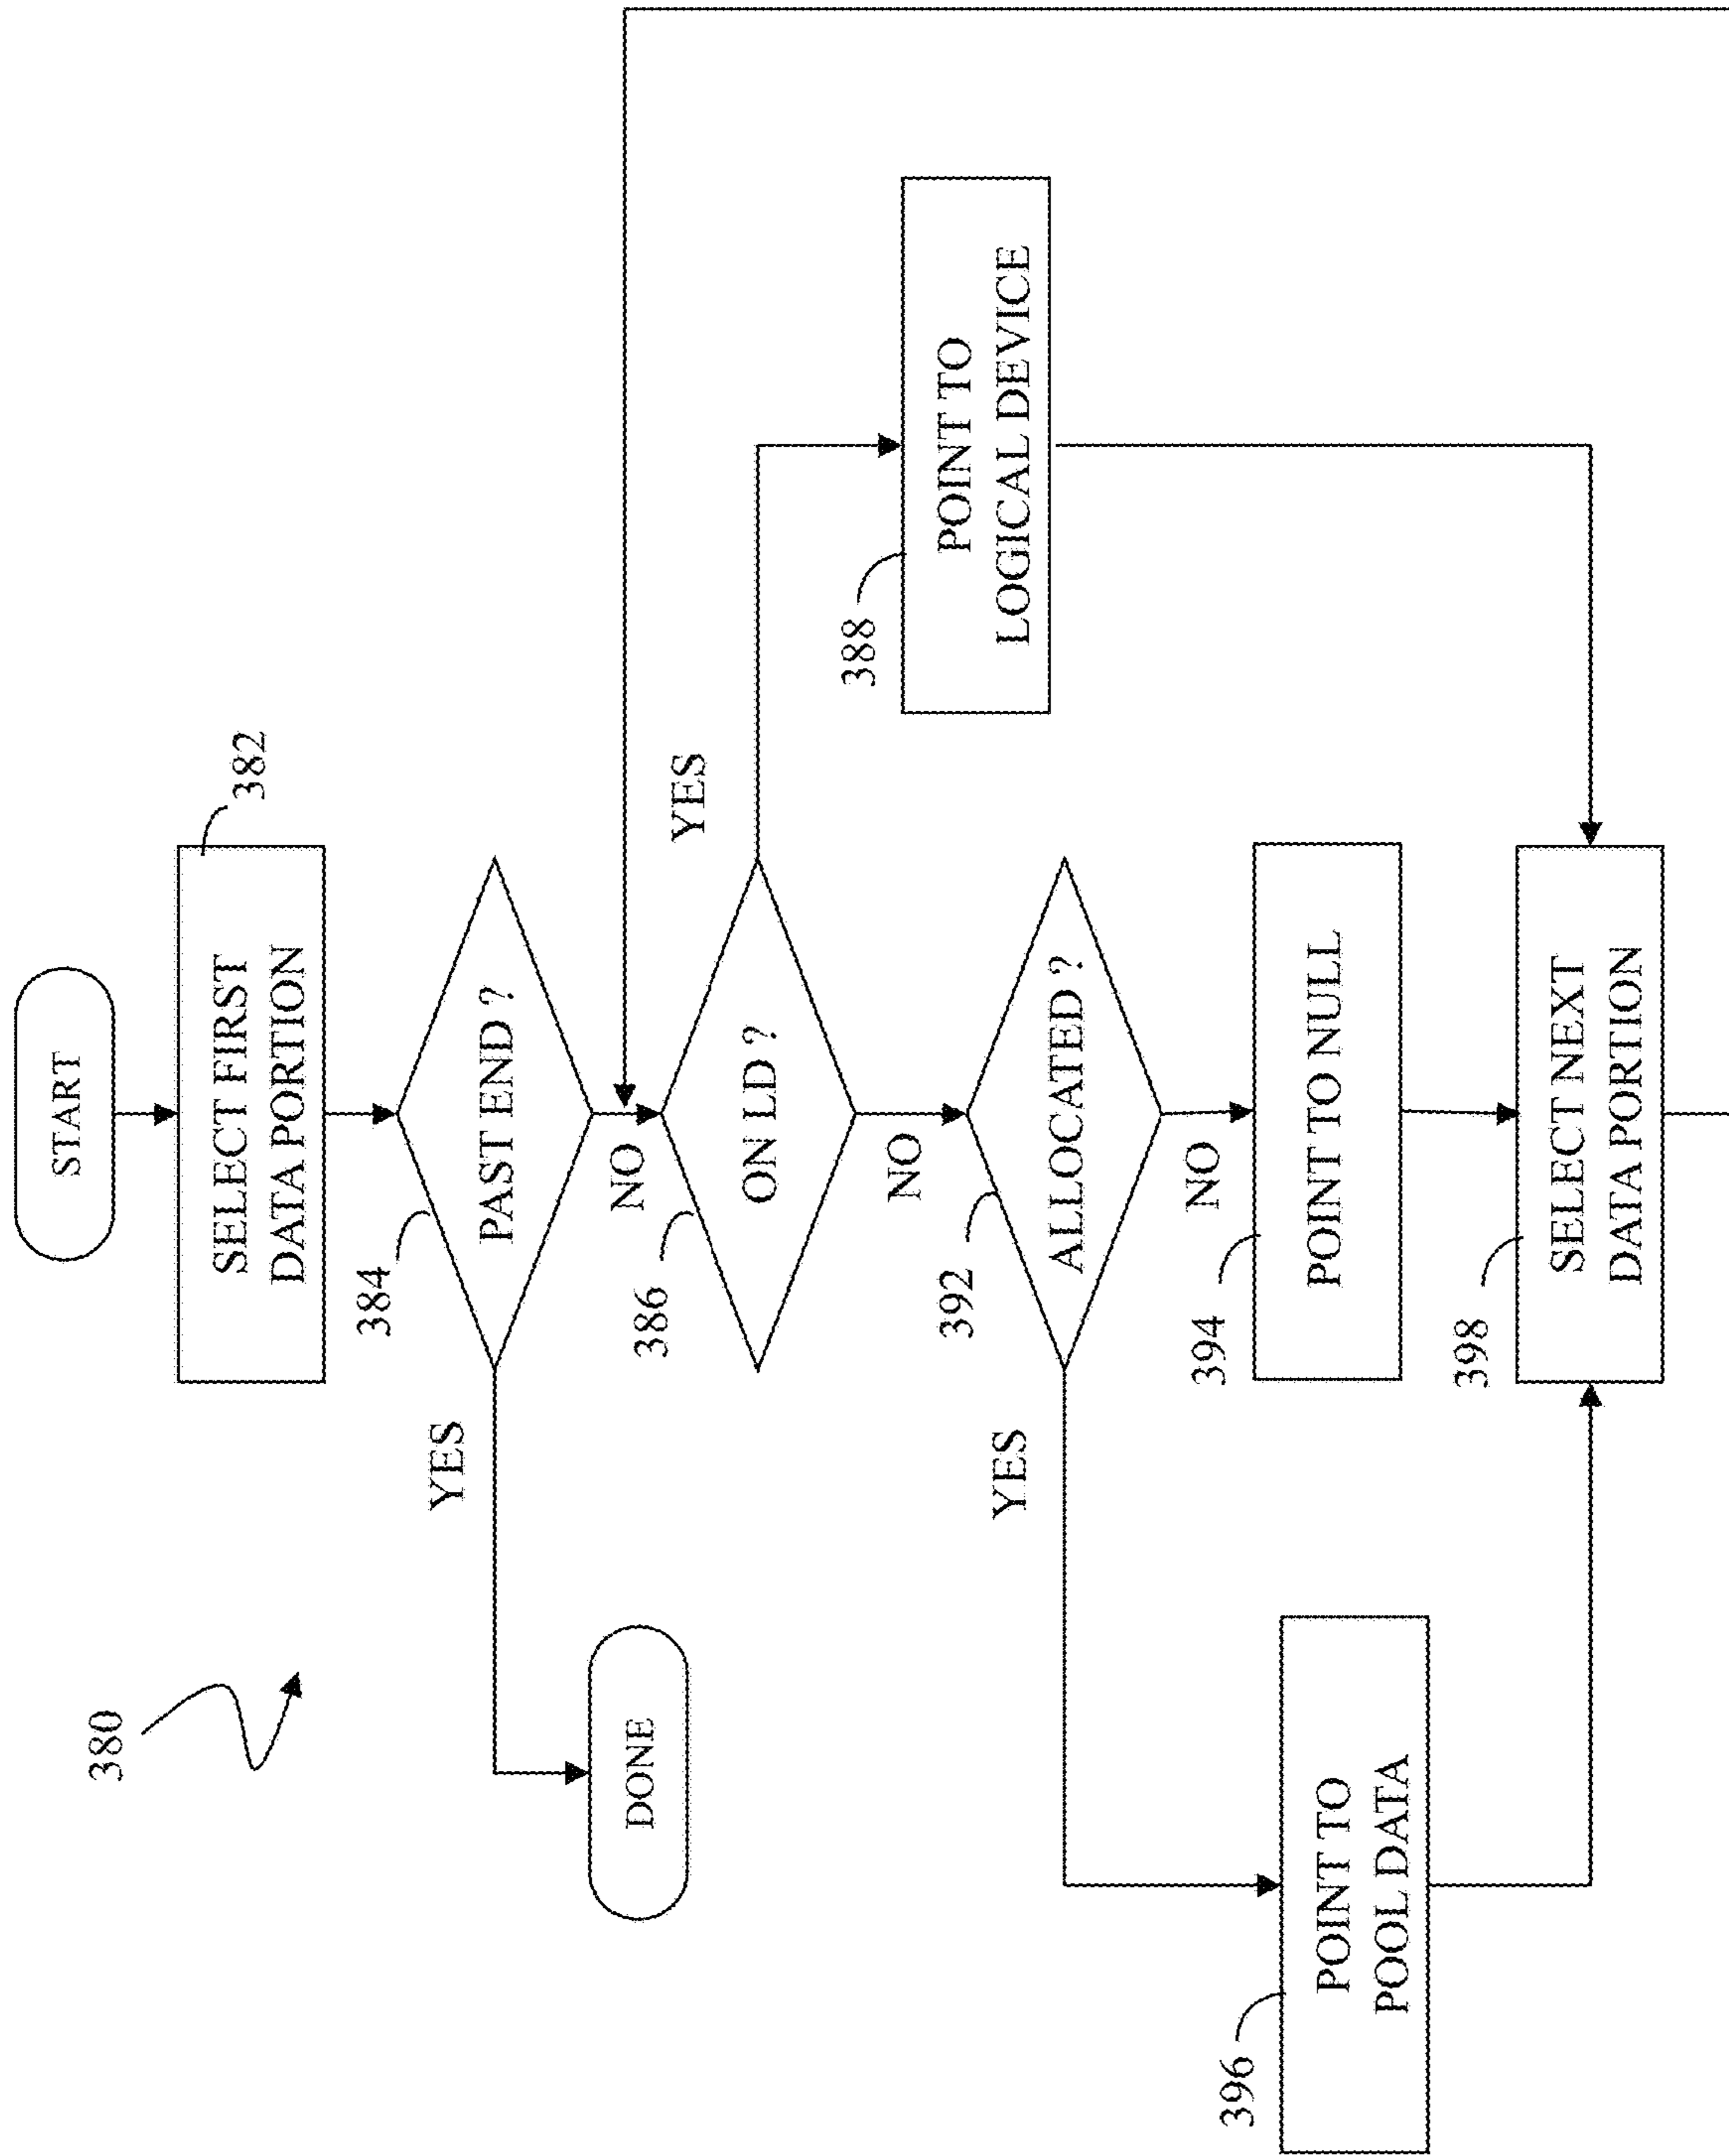 380
START
382
SELECT FIRST
DATA PORTION
384
PAST END ?
YES
NO
DONE
386
ON LD ?
YES
NO
388
POINT TO
LOGICAL DEVICE
392
ALLOCATED ?
YES
NO
394
POINT TO NULL
396
POINT TO
POOL DATA
398
SELECT NEXT
DATA PORTION